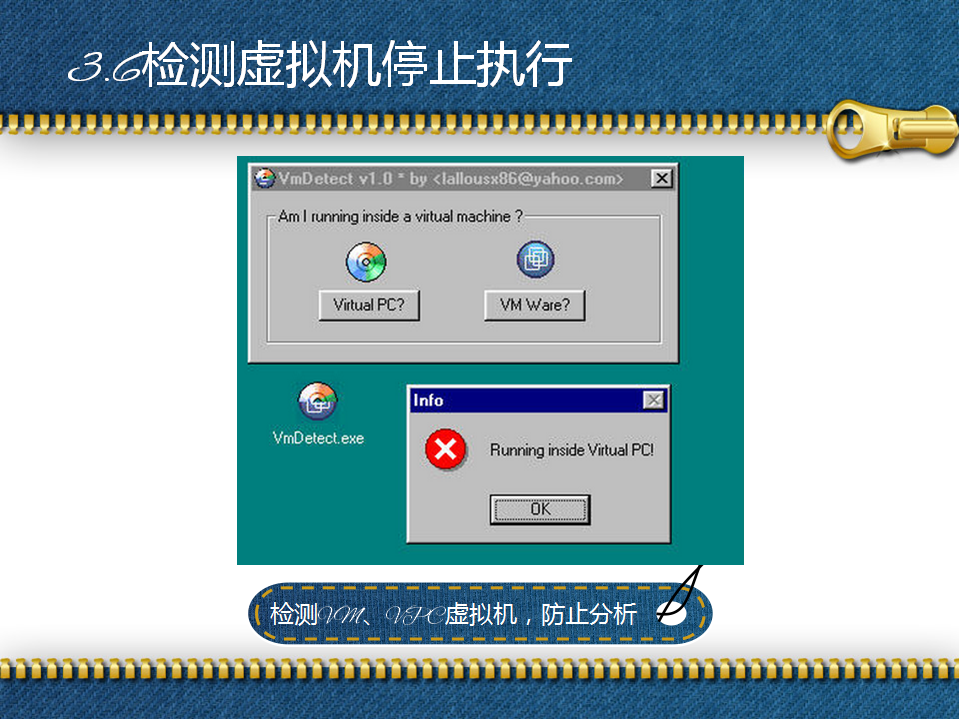 3.6检测虚拟机停止执行
VmDetect v1.0 * by <lallousx86@yahoo.com>
Am I running inside a virtual machine ?
Virtual PC?
VM Ware?
VmDetect.exe
Info
Running inside Virtual PC!
OK
检测VM、VPC虚拟机，防止分析